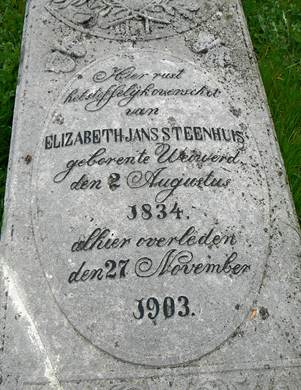 Hier rust
het stoffelijk overschot
van
ELIZABETH JANS STEENHUIS
geboren te Uitwierd
den 2 Augustus
1834.
alhier overleden
den 27 November
1903.